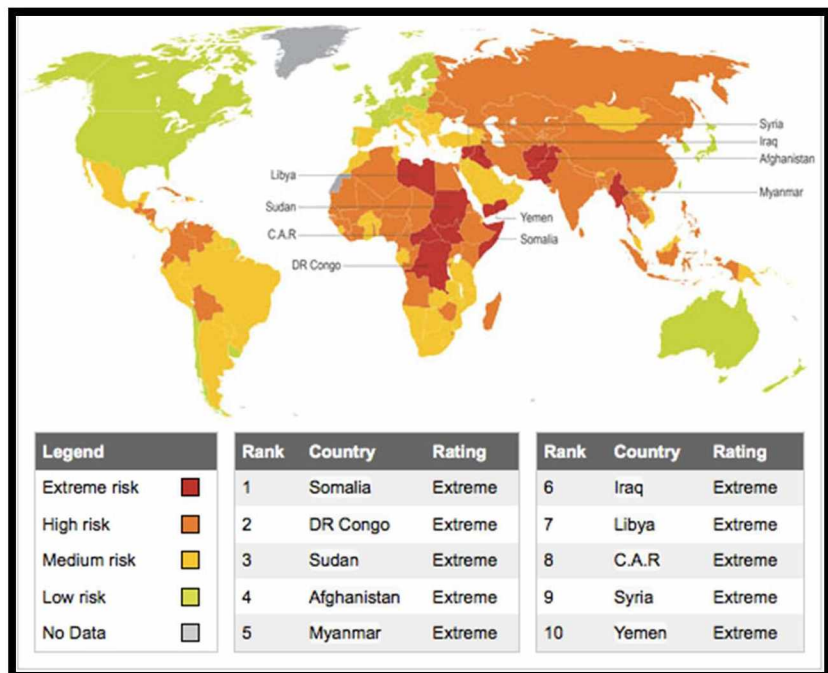 Syria
Iraq
Afghanistan
Libya
Myanmar
Sudan
Yemen
C.A.R
Somalia
DR Congo
Legend
Extreme risk
High risk
Medium risk
Low risk
No Data
Rank Country Rating
1 Somalia Extreme
2 DR Congo Extreme
3 Sudan Extreme
4 Afghanistan Extreme
5 Myanmar Extreme
Rank Country Rating
6 Iraq Extreme
7 Libya Extreme
8 C.A.R Extreme
9 Syria Extreme
10 Yemen Extreme